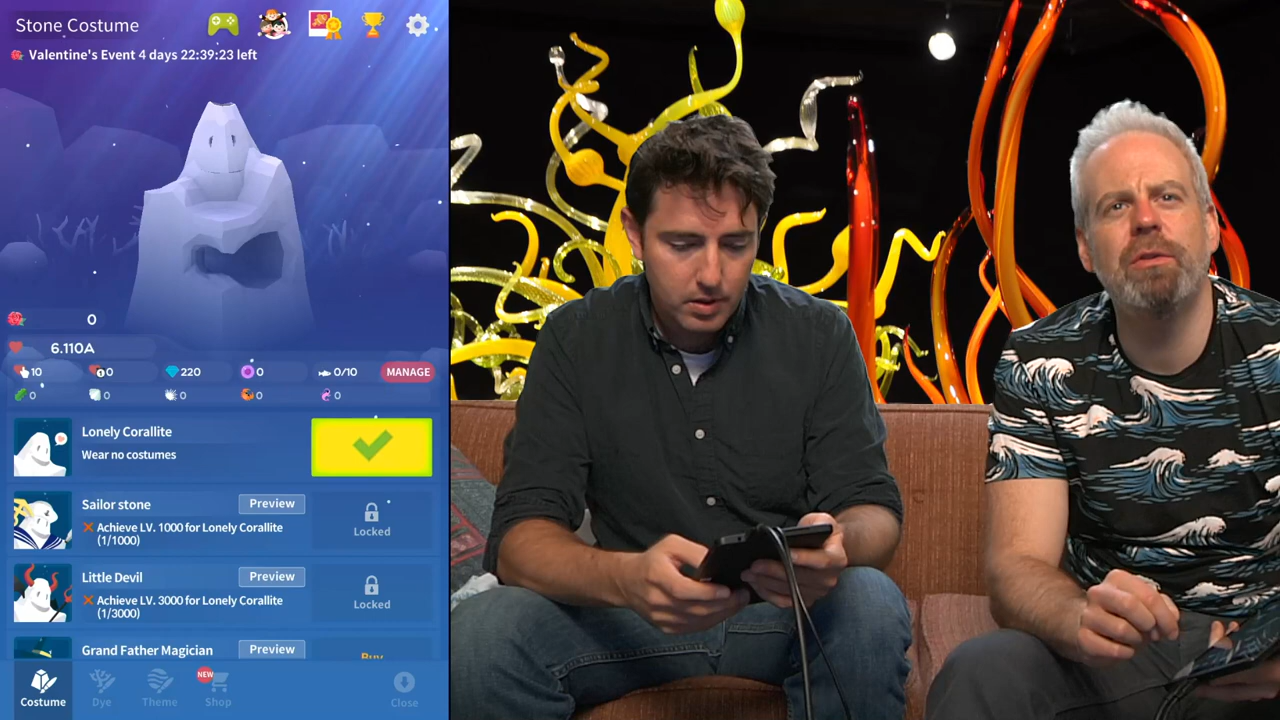 Stone Costume
Valentine's Event 4 days 22:39:23 left
0
6.110A
10
0
220
0
0/10
MANAGE
0
0
0
0
0
Lonely Corallite
Wear no costumes
Sailor stone
Preview
Achieve LV. 1000 for Lonely Corallite
(1/1000)
Locked
Little Devil
Preview
Achieve LV. 3000 for Lonely Corallite
(1/3000)
Locked
Grand Father Magician
Preview
Buy
Costume
Dye
Theme
NEW
Shop
Close